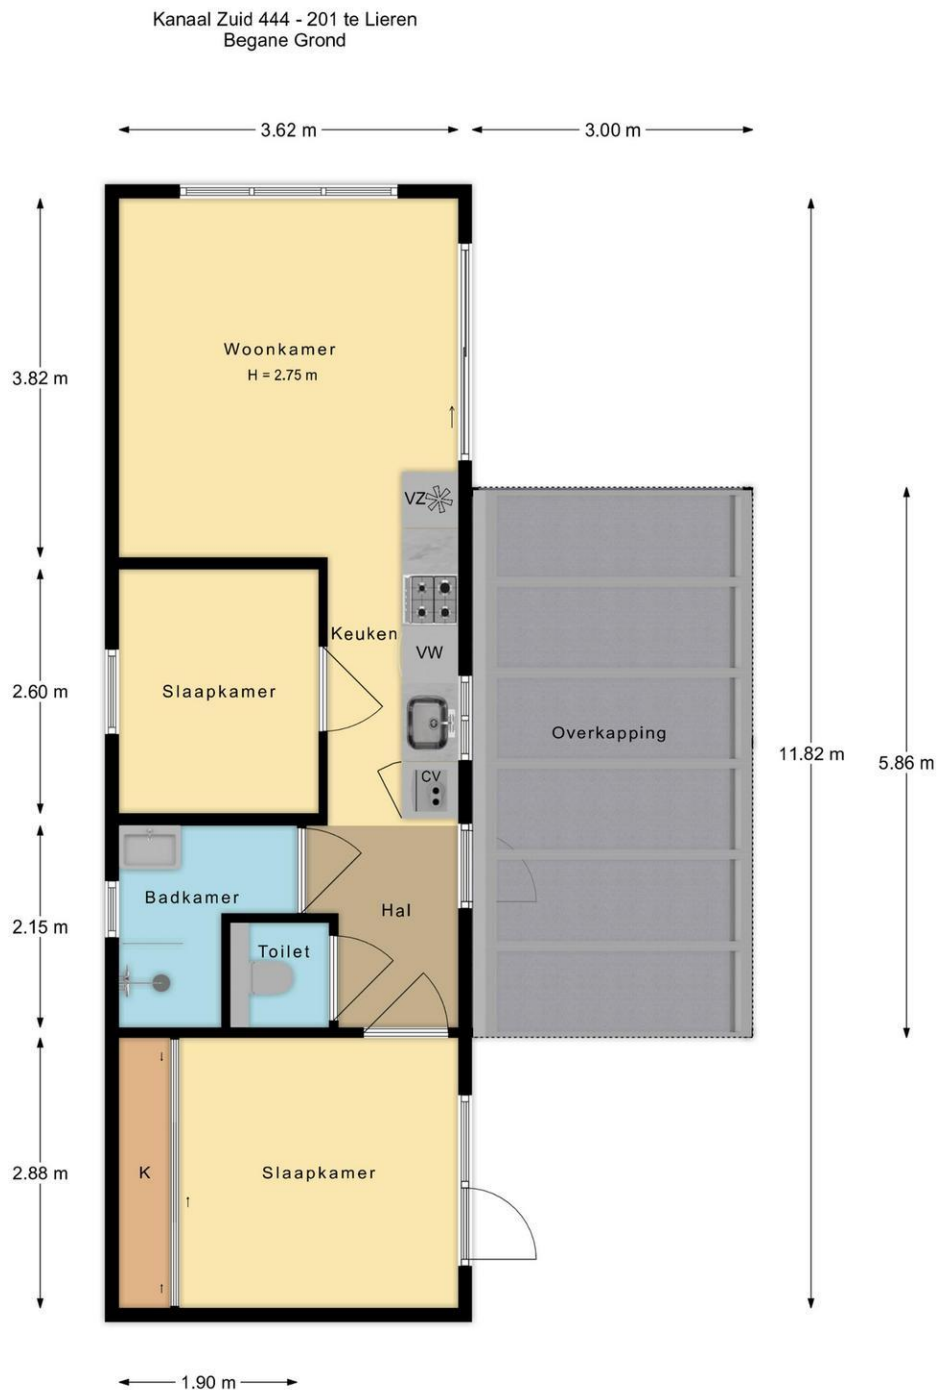 Kanaal Zuid 444 - 201 te Lieren
Begane Grond
3.62 m
3.00 m
Woonkamer
H = 2.75 m
3.82 m
VZ
Keuken
VW
2.60 m
Slaapkamer
Overkapping
11.82 m
5.86 m
CV
Badkamer
Hal
2.15 m
Toilet
2.88 m
K
Slaapkamer
1.90 m